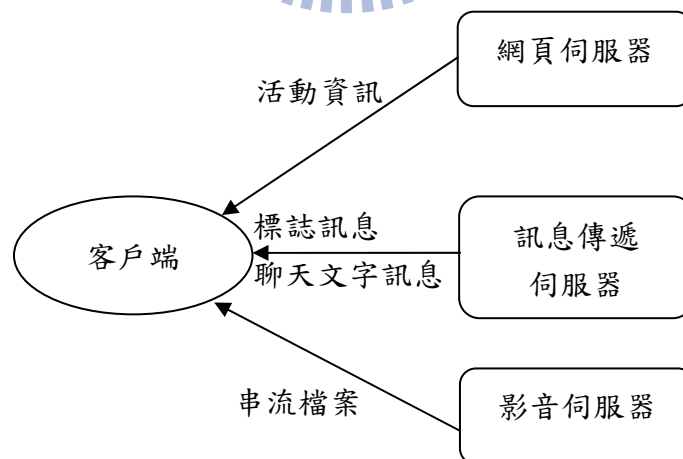 網頁伺服器
活動資訊
標誌訊息
訊息傳遞
客戶端
聊天文字訊息
伺服器
串流檔案
影音伺服器